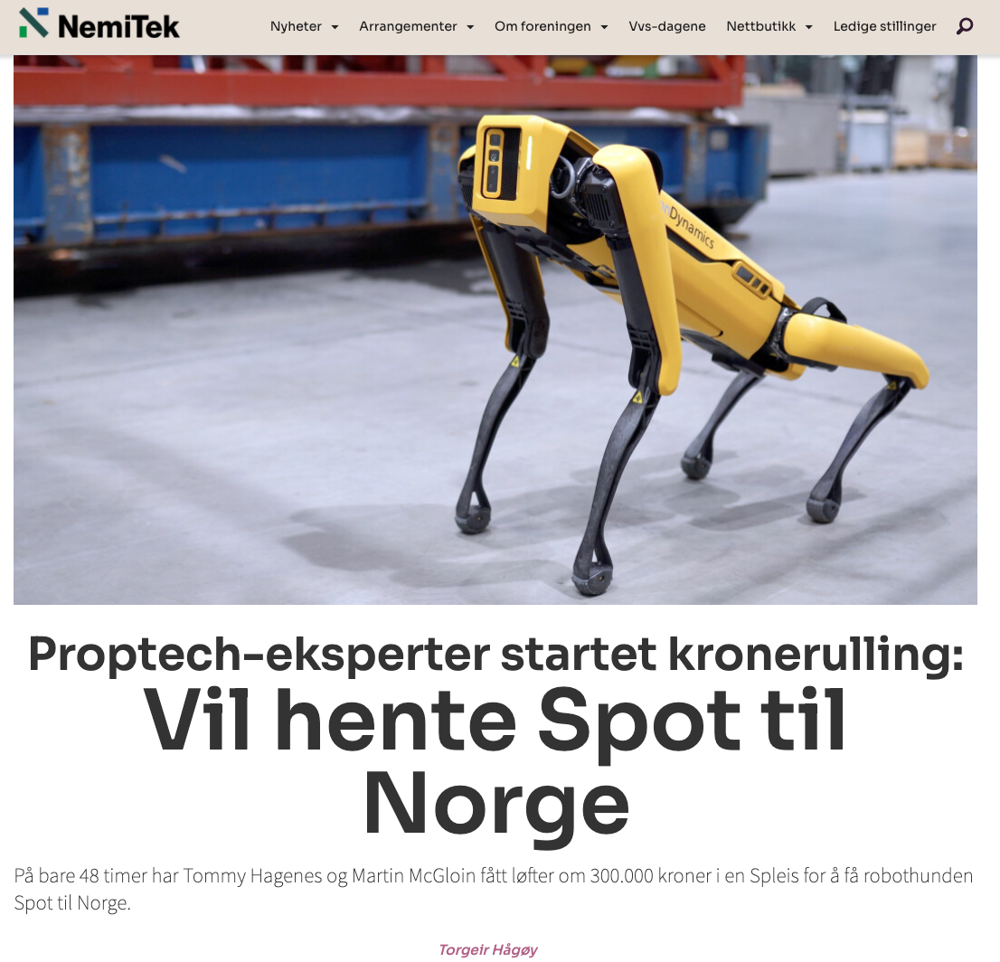 NemiTek
Nyheter
Arrangementer
Om foreningen
Vvs-dagene
Nettbutikk
Ledige stillinger
Dynamics
Proptech-eksperter startet kronerulling:
Vil hente Spot til
Norge
På bare 48 timer har Tommy Hagenes og Martin McGloin fått løfter om 300.000 kroner i en Spleis for å få robothunden
Spot til Norge.
Torgeir Hågøy